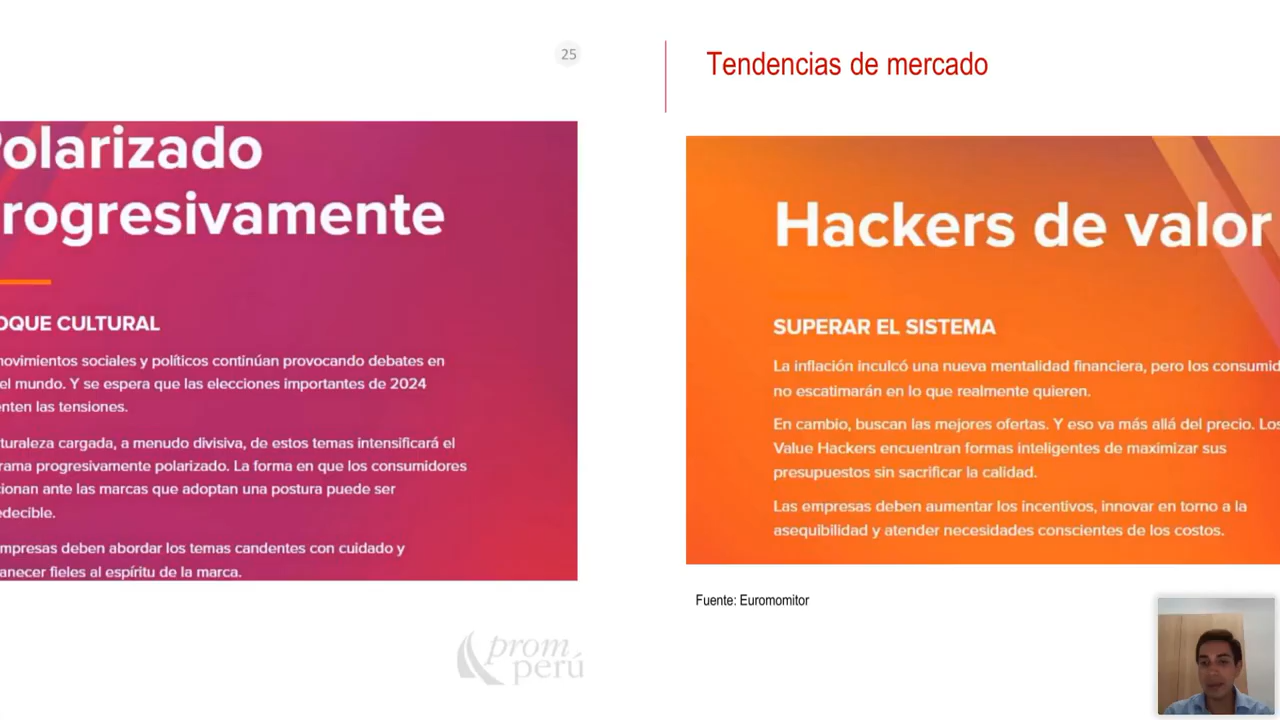 25
Polarizado
rogresivamente
OQUE CULTURAL
movimientos sociales y políticos continúan provocando debates en
el mundo. Y se espera que las elecciones importantes de 2024
enten las tensiones.
turaleza cargada, a menudo divisiva, de estos temas intensificará el
rama progresivamente polarizado. La forma en que los consumidores
cionan ante las marcas que adoptan una postura puede ser
edecible.
mpresas deben abordar los temas candentes con cuidado y
anecer fieles al espíritu de la marca.
prom
perú
Tendencias de mercado
Hackers de valor
SUPERAR EL SISTEMA
La inflación inculcó una nueva mentalidad financiera, pero los consumid
no escatimarán en lo que realmente quieren.
En cambio, buscan las mejores ofertas. Y eso va más allá del precio. Los
Value Hackers encuentran formas inteligentes de maximizar sus
presupuestos sin sacrificar la calidad.
Las empresas deben aumentar los incentivos, innovar en torno a la
asequibilidad y atender necesidades conscientes de los costos.
Fuente: Euromomitor